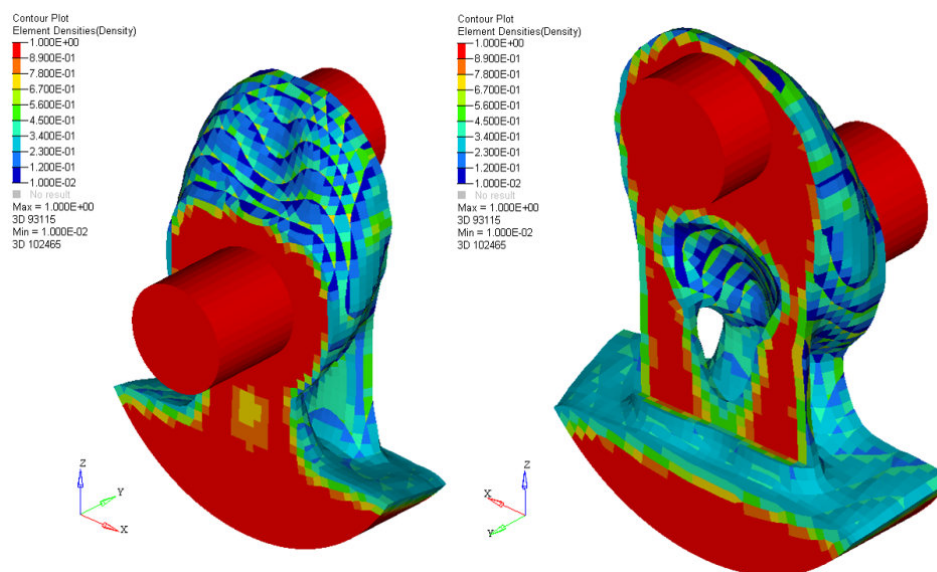 Contour Plot
Element Densities(Density)
1.000E+00
8.900E-01
7.800E-01
6.700E-01
5.600E-01
4.500E-01
3.400E-01
2.300E-01
1.200E-01
1.000E-02
No result
Max = 1.000E+00
3D 93115
Min = 1.000E-02
3D 102465
Z
Y
X
Contour Plot
Element Densities(Density)
1.000E+00
8.900E-01
7.800E-01
6.700E-01
5.600E-01
4.500E-01
3.400E-01
2.300E-01
1.200E-01
1.000E-02
No result
Max = 1.000E+00
3D 93115
Min = 1.000E-02
3D 102465
Z
X
Y